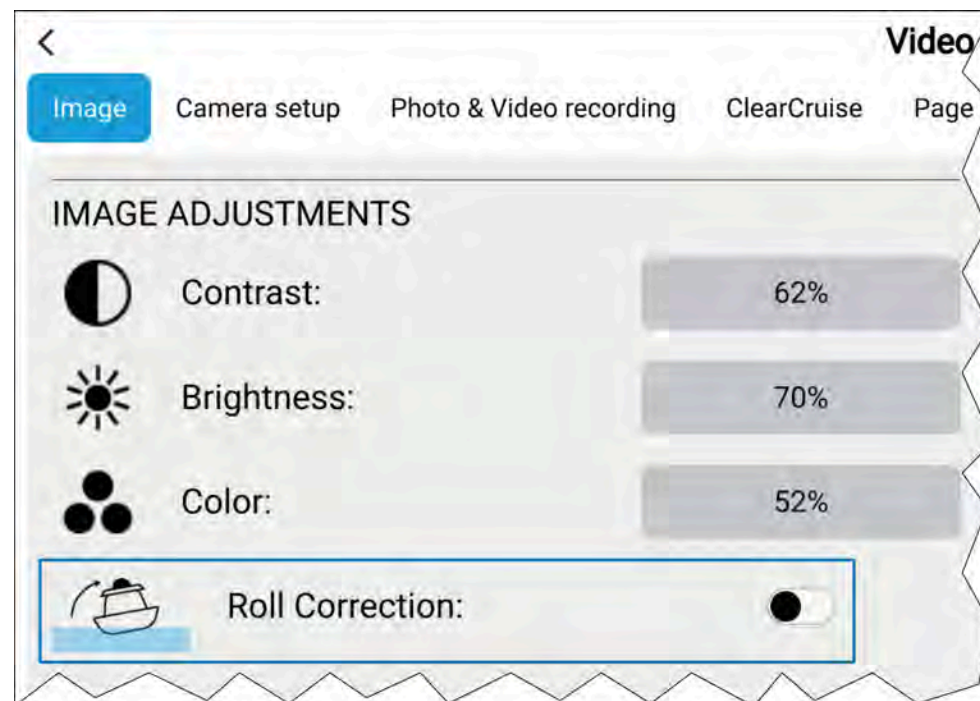 Video
Image Camera setup Photo & Video recording ClearCruise Page
IMAGE ADJUSTMENTS
Contrast: 62%
Brightness: 70%
Color: 52%
Roll Correction: